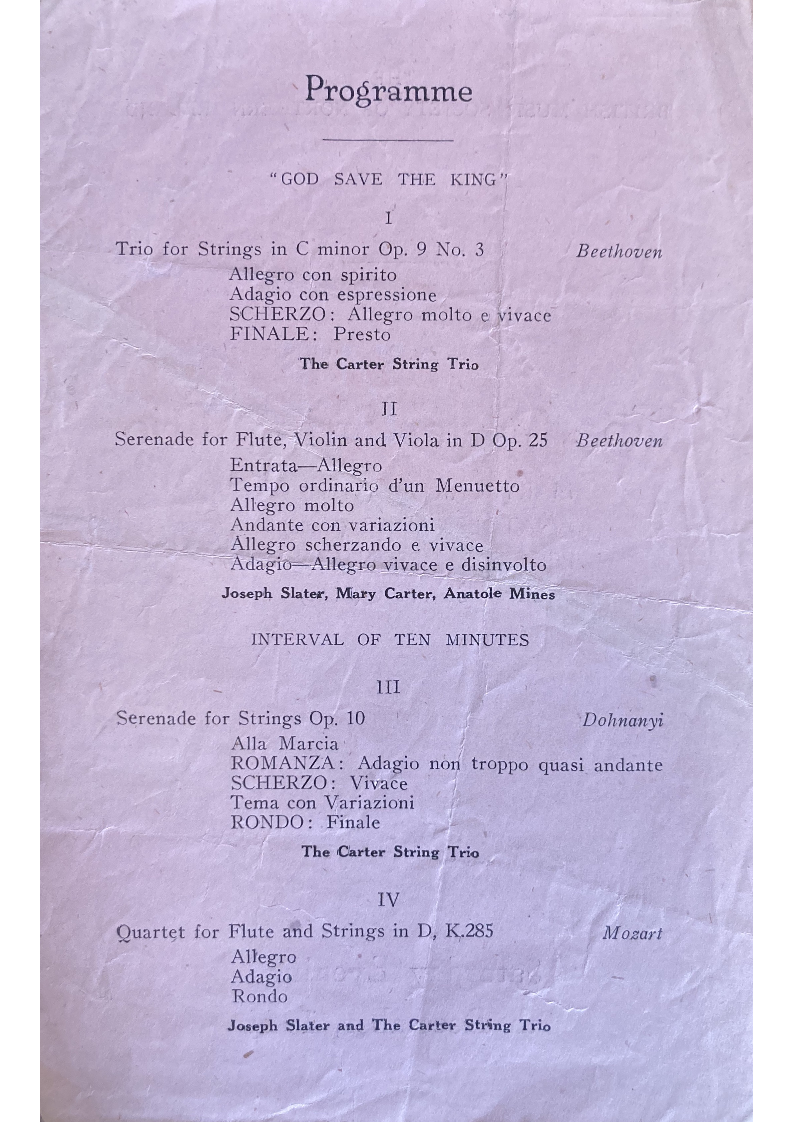 Programme
"GOD SAVE THE KING"
I
Trio for Strings in C minor Op. 9 No. 3 Beethoven
Allegro con spirito
Adagio con espressione
SCHERZO: Allegro molto e vivace
FINALE: Presto
The Carter String Trio
II
Serenade for Flute, Violin and Viola in D Op. 25 Beethoven
Entrata—Allegro
Tempo ordinario d'un Menuetto
Allegro molto
Andante con variazioni
Allegro scherzando e vivace
Adagio—Allegro vivace e disinvolto
Joseph Slater, Mary Carter, Anatole Mines
INTERVAL OF TEN MINUTES
III
Serenade for Strings Op. 10 Dohnanyi
Alla Marcia
ROMANZA: Adagio non troppo quasi andante
SCHERZO: Vivace
Tema con Variazioni
RONDO: Finale
The Carter String Trio
IV
Quartet for Flute and Strings in D, K.285 Mozart
Allegro
Adagio
Rondo
Joseph Slater and The Carter String Trio